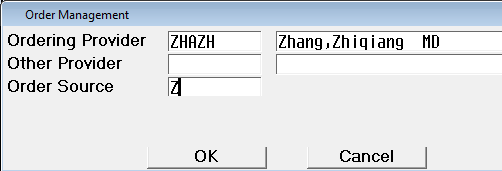 Order Management
Ordering Provider ZHAZH Zhang,Zhiqiang MD
Other Provider
Order Source Z
OK Cancel